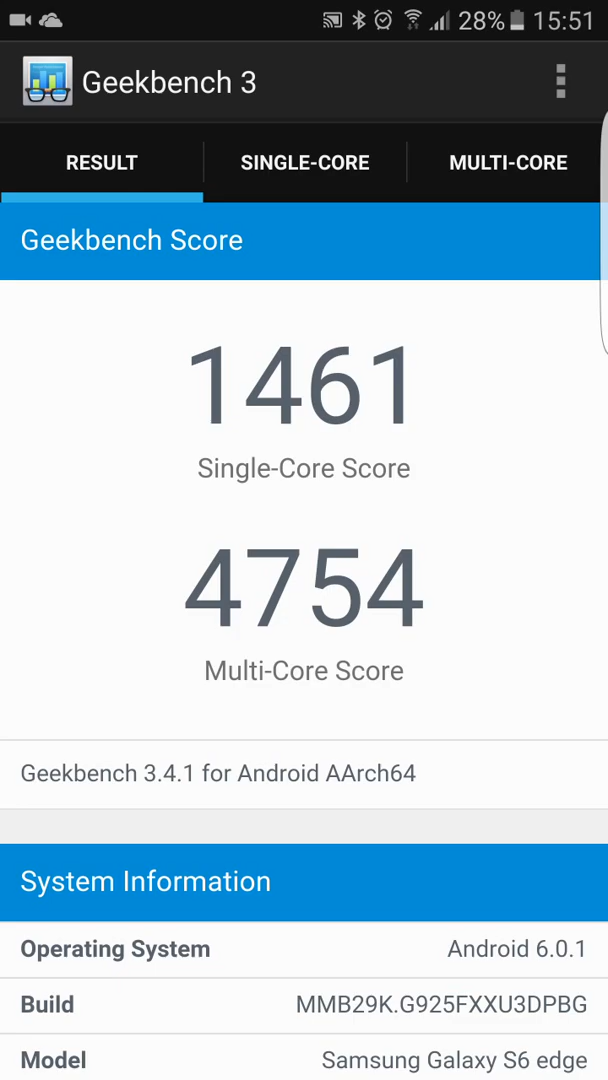 28% 15:51
Geekbench 3
RESULT SINGLE-CORE MULTI-CORE
Geekbench Score
1461
Single-Core Score
4754
Multi-Core Score
Geekbench 3.4.1 for Android AArch64
System Information
Operating System Android 6.0.1
Build MMB29K.G925FXXU3DPBG
Model Samsung Galaxy S6 edge